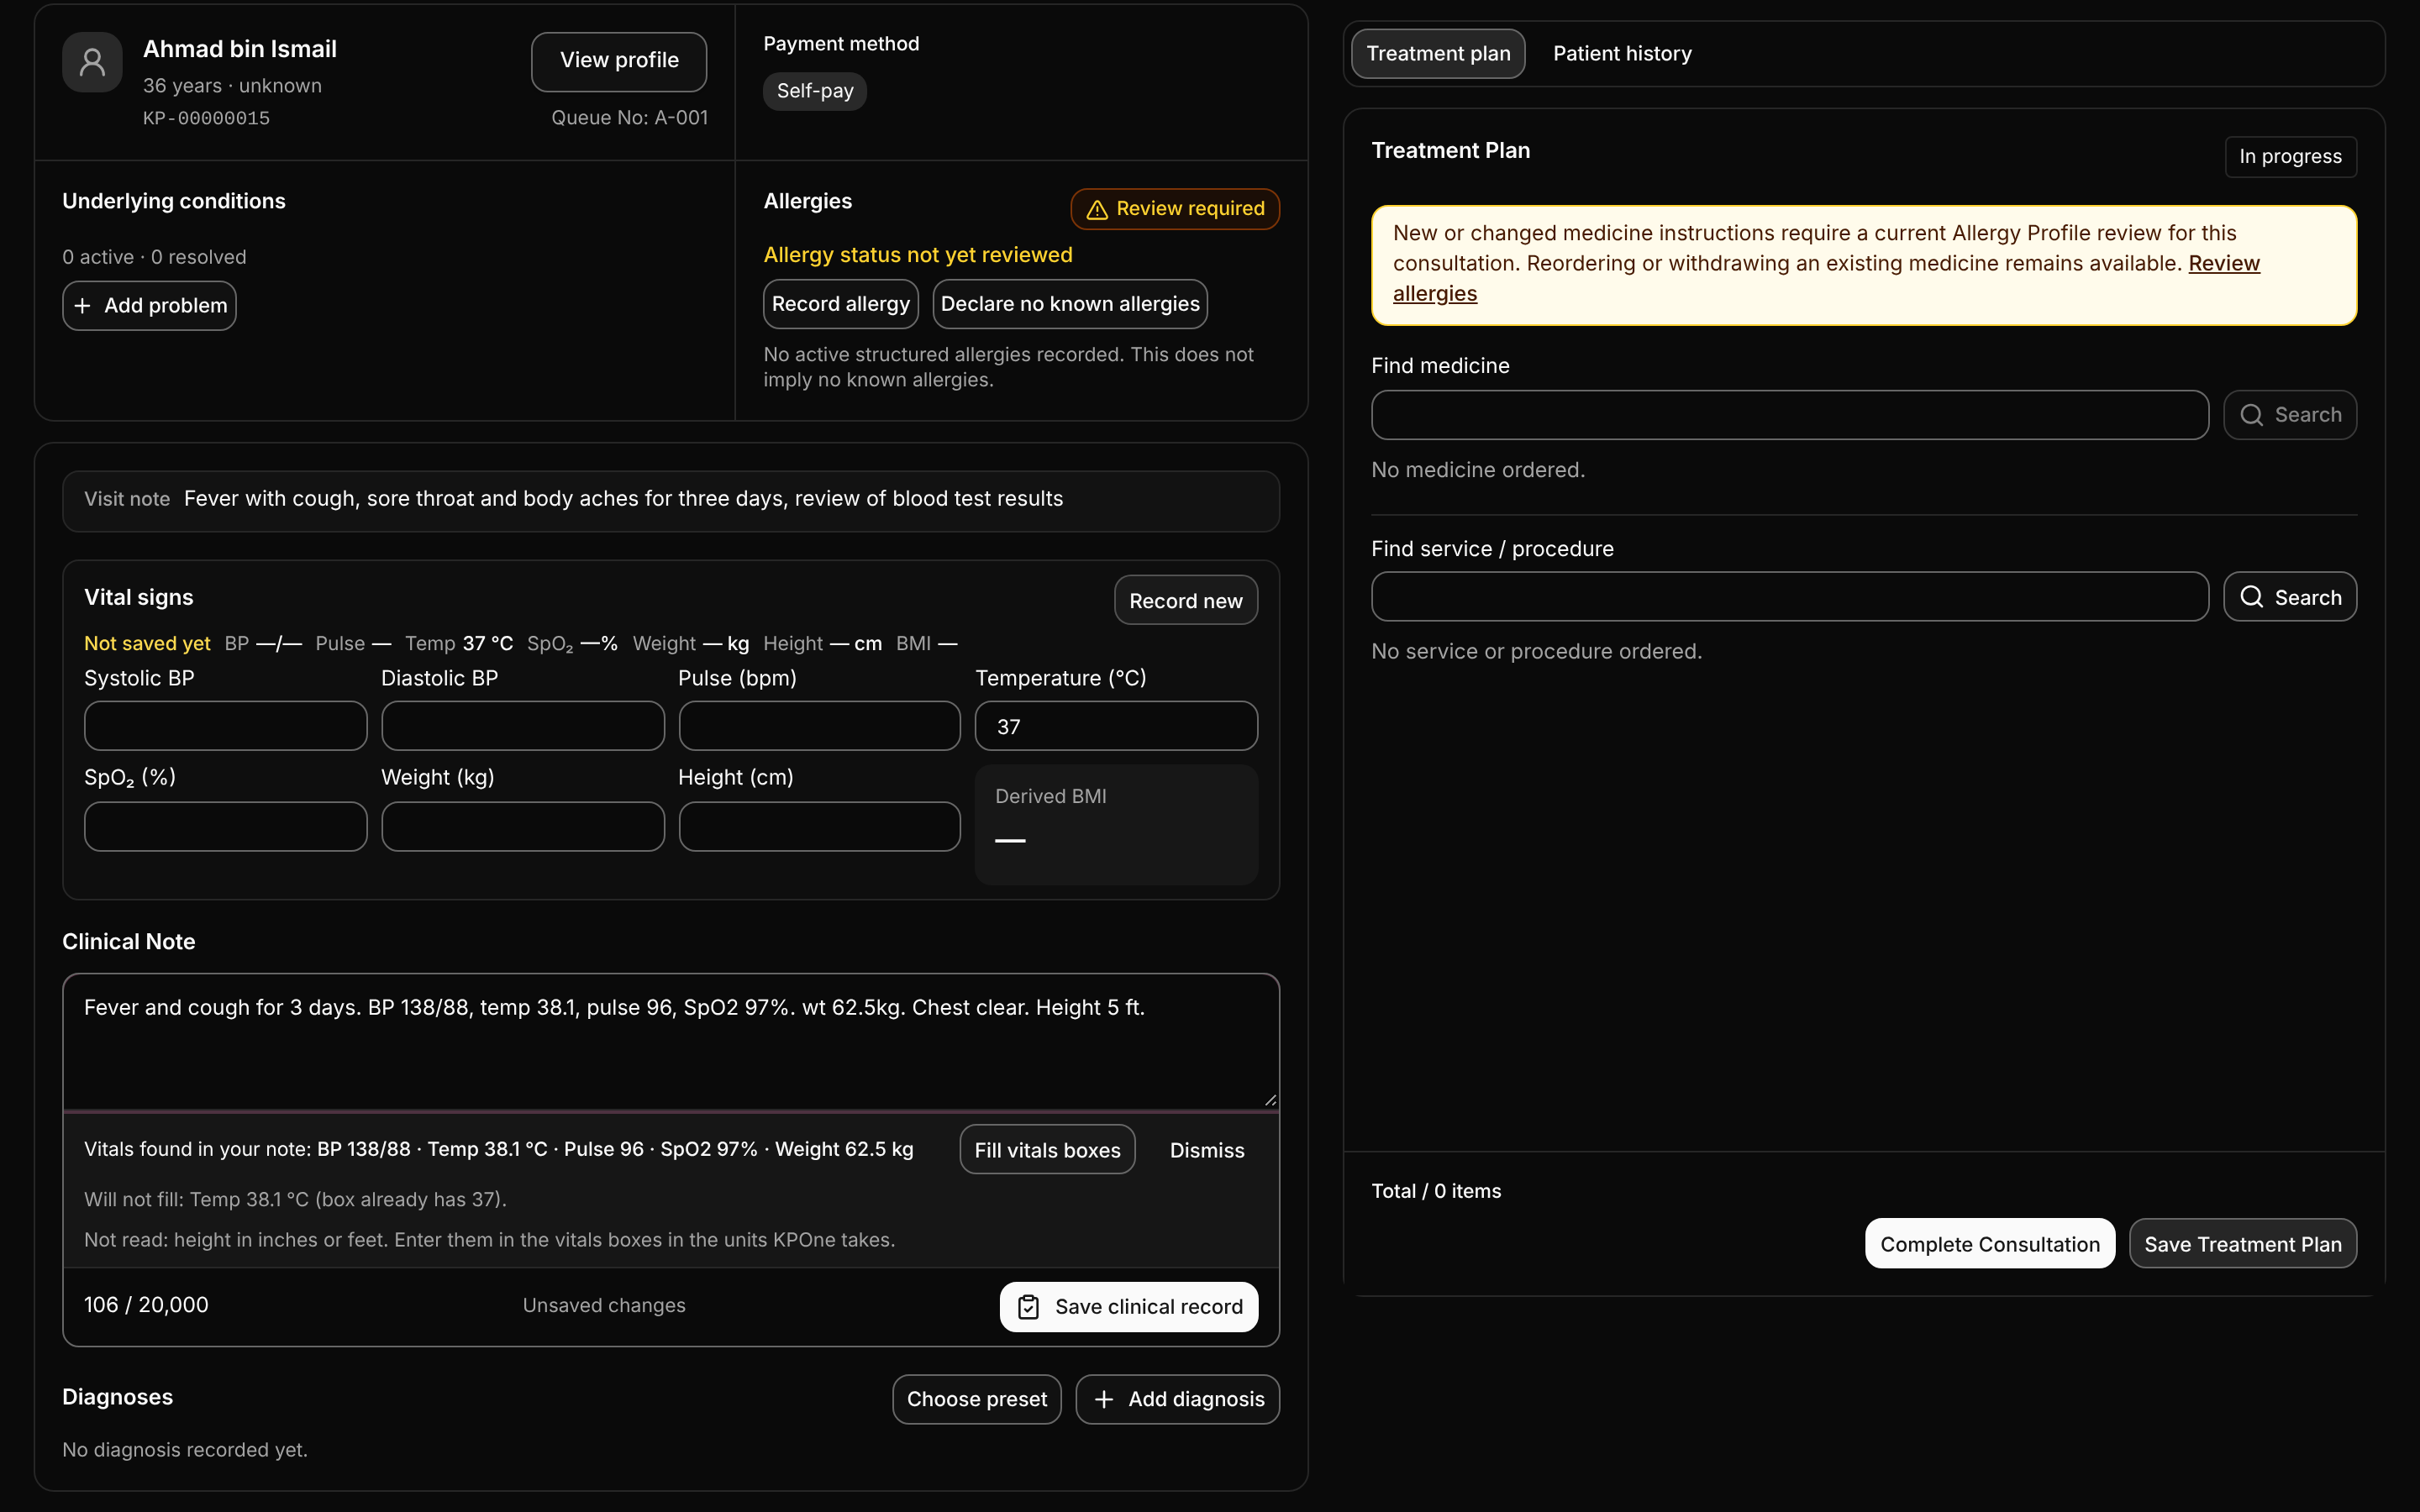 Ahmad bin Ismail
36 years · unknown
KP-00000015
View profile
Queue No: A-001
Payment method
Self-pay
Underlying conditions
0 active · 0 resolved
+ Add problem
Allergies
Review required
Allergy status not yet reviewed
Record allergy
Declare no known allergies
No active structured allergies recorded. This does not
imply no known allergies.
Visit note Fever with cough, sore throat and body aches for three days, review of blood test results
Vital signs
Record new
Not saved yet BP —/— Pulse — Temp 37 °C SpO₂ —% Weight — kg Height — cm BMI —
Systolic BP
Diastolic BP
Pulse (bpm)
Temperature (°C)
37
SpO₂ (%)
Weight (kg)
Height (cm)
Derived BMI
—
Clinical Note
Fever and cough for 3 days. BP 138/88, temp 38.1, pulse 96, SpO2 97%. wt 62.5kg. Chest clear. Height 5 ft.
Vitals found in your note: BP 138/88 · Temp 38.1 °C · Pulse 96 · SpO2 97% · Weight 62.5 kg
Fill vitals boxes
Dismiss
Will not fill: Temp 38.1 °C (box already has 37).
Not read: height in inches or feet. Enter them in the vitals boxes in the units KPOne takes.
106 / 20,000
Unsaved changes
Save clinical record
Diagnoses
Choose preset
+ Add diagnosis
No diagnosis recorded yet.
Treatment plan
Patient history
Treatment Plan
In progress
New or changed medicine instructions require a current Allergy Profile review for this
consultation. Reordering or withdrawing an existing medicine remains available. Review
allergies
Find medicine
Search
No medicine ordered.
Find service / procedure
Search
No service or procedure ordered.
Total / 0 items
Complete Consultation
Save Treatment Plan